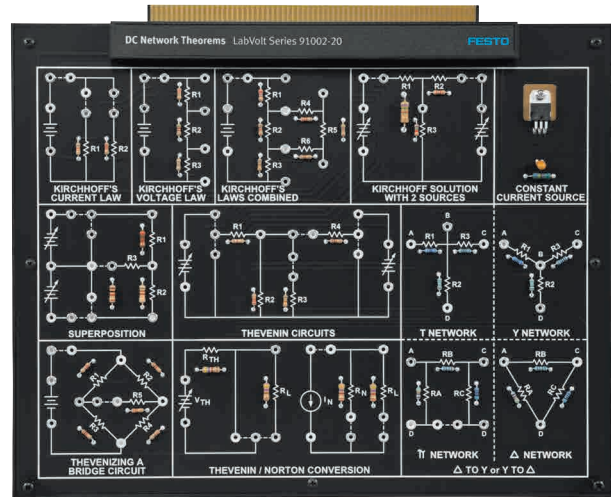 DC Network Theorems LabVolt Series 91002-20
FESTO
R1
R2
KIRCHHOFF'S
CURRENT LAW
R1
R2
R3
KIRCHHOFF'S
VOLTAGE LAW
R1
R4
R2
R5
R6
R3
KIRCHHOFF'S
LAWS COMBINED
R1
R2
R3
KIRCHHOFF SOLUTION
WITH 2 SOURCES
CONSTANT
CURRENT SOURCE
R1
R3
R2
SUPERPOSITION
R1
R4
R2
R3
THEVENIN CIRCUITS
B
A
R1
R3
C
R2
D
T NETWORK
A
C
R1
R3
B
R2
D
Y NETWORK
R1
R2
R5
R3
R4
THEVENIZING A
BRIDGE CIRCUIT
RTH
VTH
RL
IN
RN
RL
THEVENIN / NORTON CONVERSION
A
RB
C
RA
RC
D
D
π NETWORK
A
RB
C
RA
RC
D
Δ NETWORK
Δ TO Y or Y TO Δ